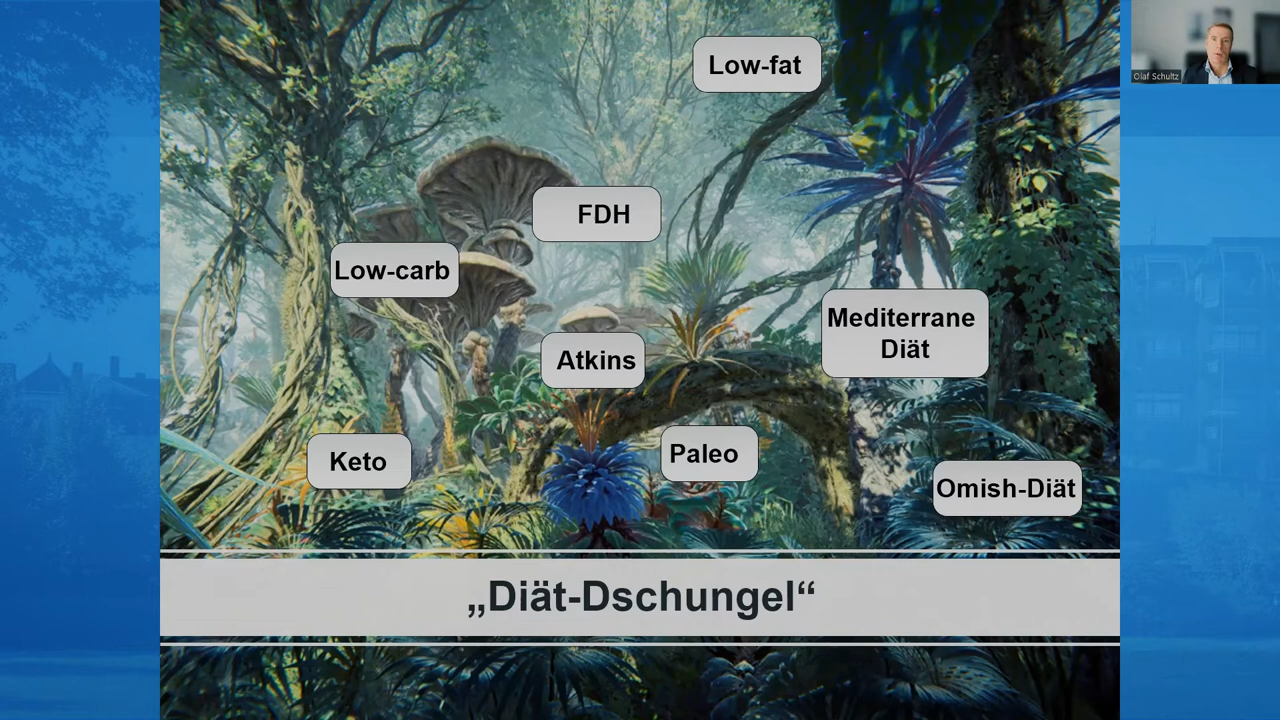 Low-fat
Olaf Schultz
FDH
Low-carb
Mediterrane
Diät
Atkins
Keto
Paleo
Omish-Diät
„Diät-Dschungel“